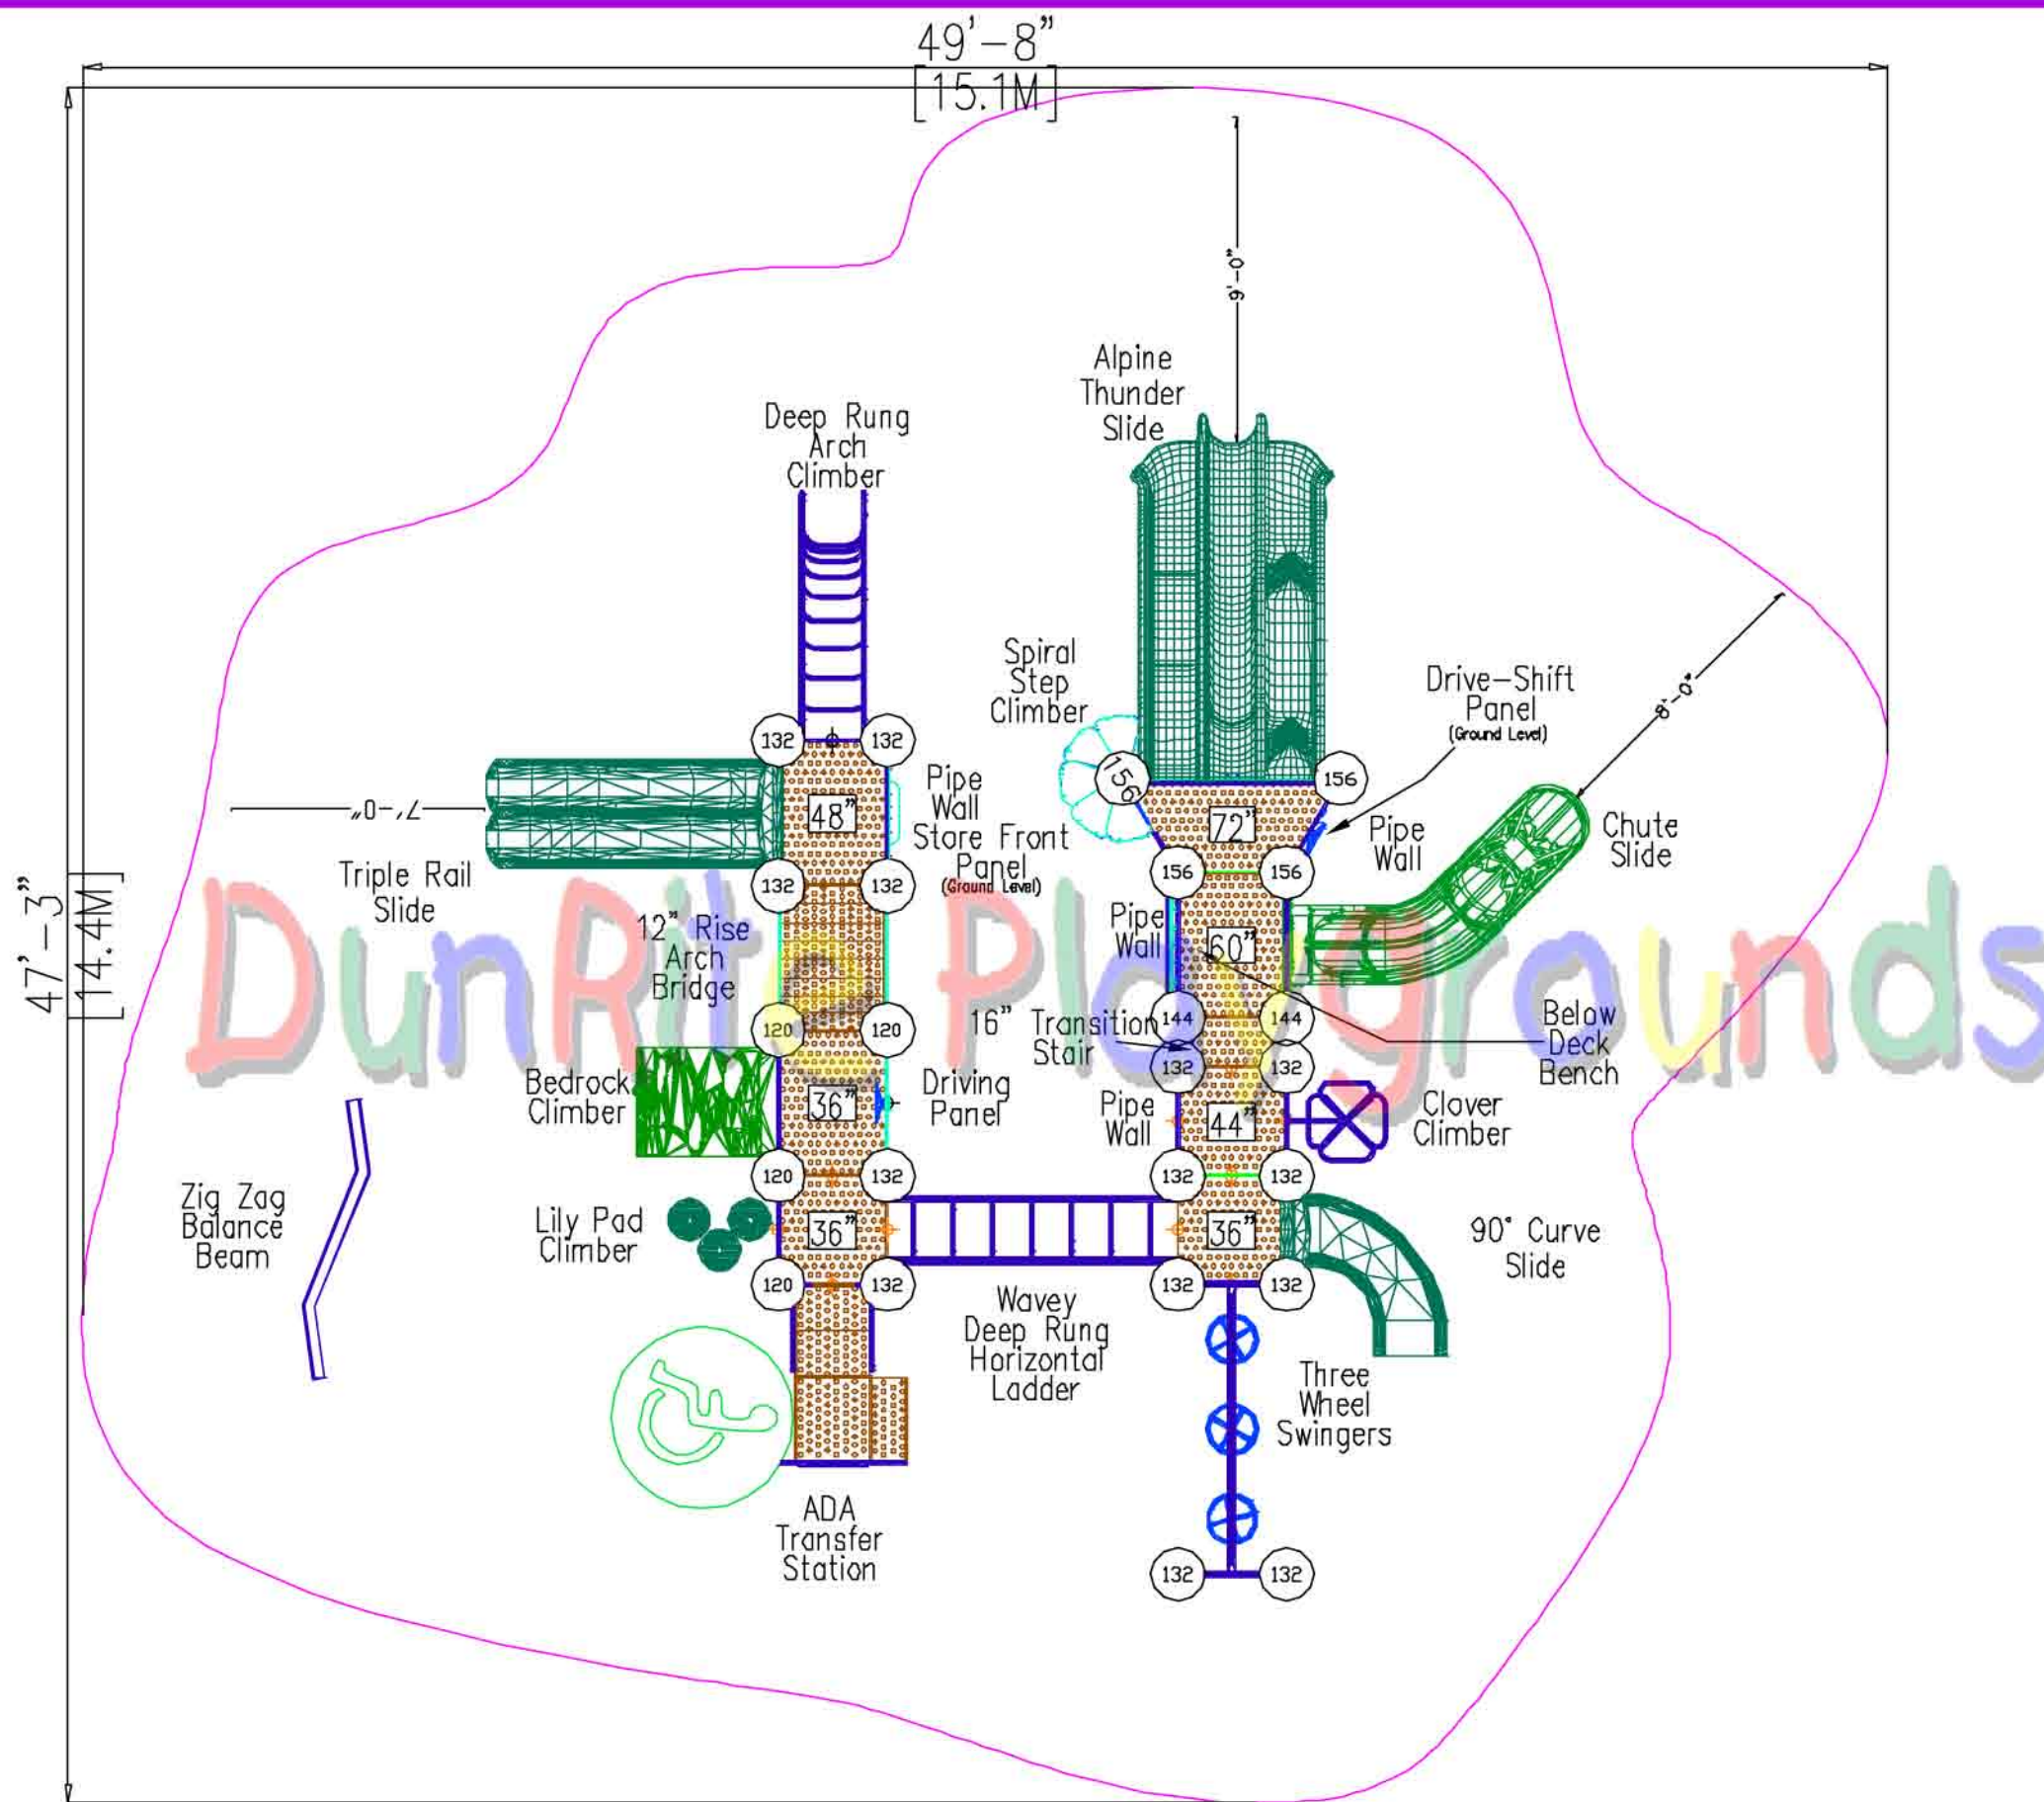 49'-8"
[15.1M]
9'-0"
Alpine
Thunder
Slide
Deep Rung
Arch
Climber
Spiral
Step
Climber
Drive-Shift
Panel
(Ground Level)
8'-0"
132
132
156
156
Pipe
Wall
Store Front
Panel
(Ground Level)
48"
72"
7'-0"
Pipe
Wall
Chute
Slide
Triple Rail
Slide
132
132
156
156
47'-3"
[14.4M]
DunRite Playgrounds
12" Rise
Arch
Bridge
Pipe
Wall
60"
120
120
16" Transition
Stair
144
144
Below
Deck
Bench
132
132
Bedrock
Climber
36"
Driving
Panel
Pipe
Wall
44"
Clover
Climber
120
132
132
132
Zig Zag
Balance
Beam
Lily Pad
Climber
36"
36"
90° Curve
Slide
120
132
132
132
Wavey
Deep Rung
Horizontal
Ladder
Three
Wheel
Swingers
ADA
Transfer
Station
132
132